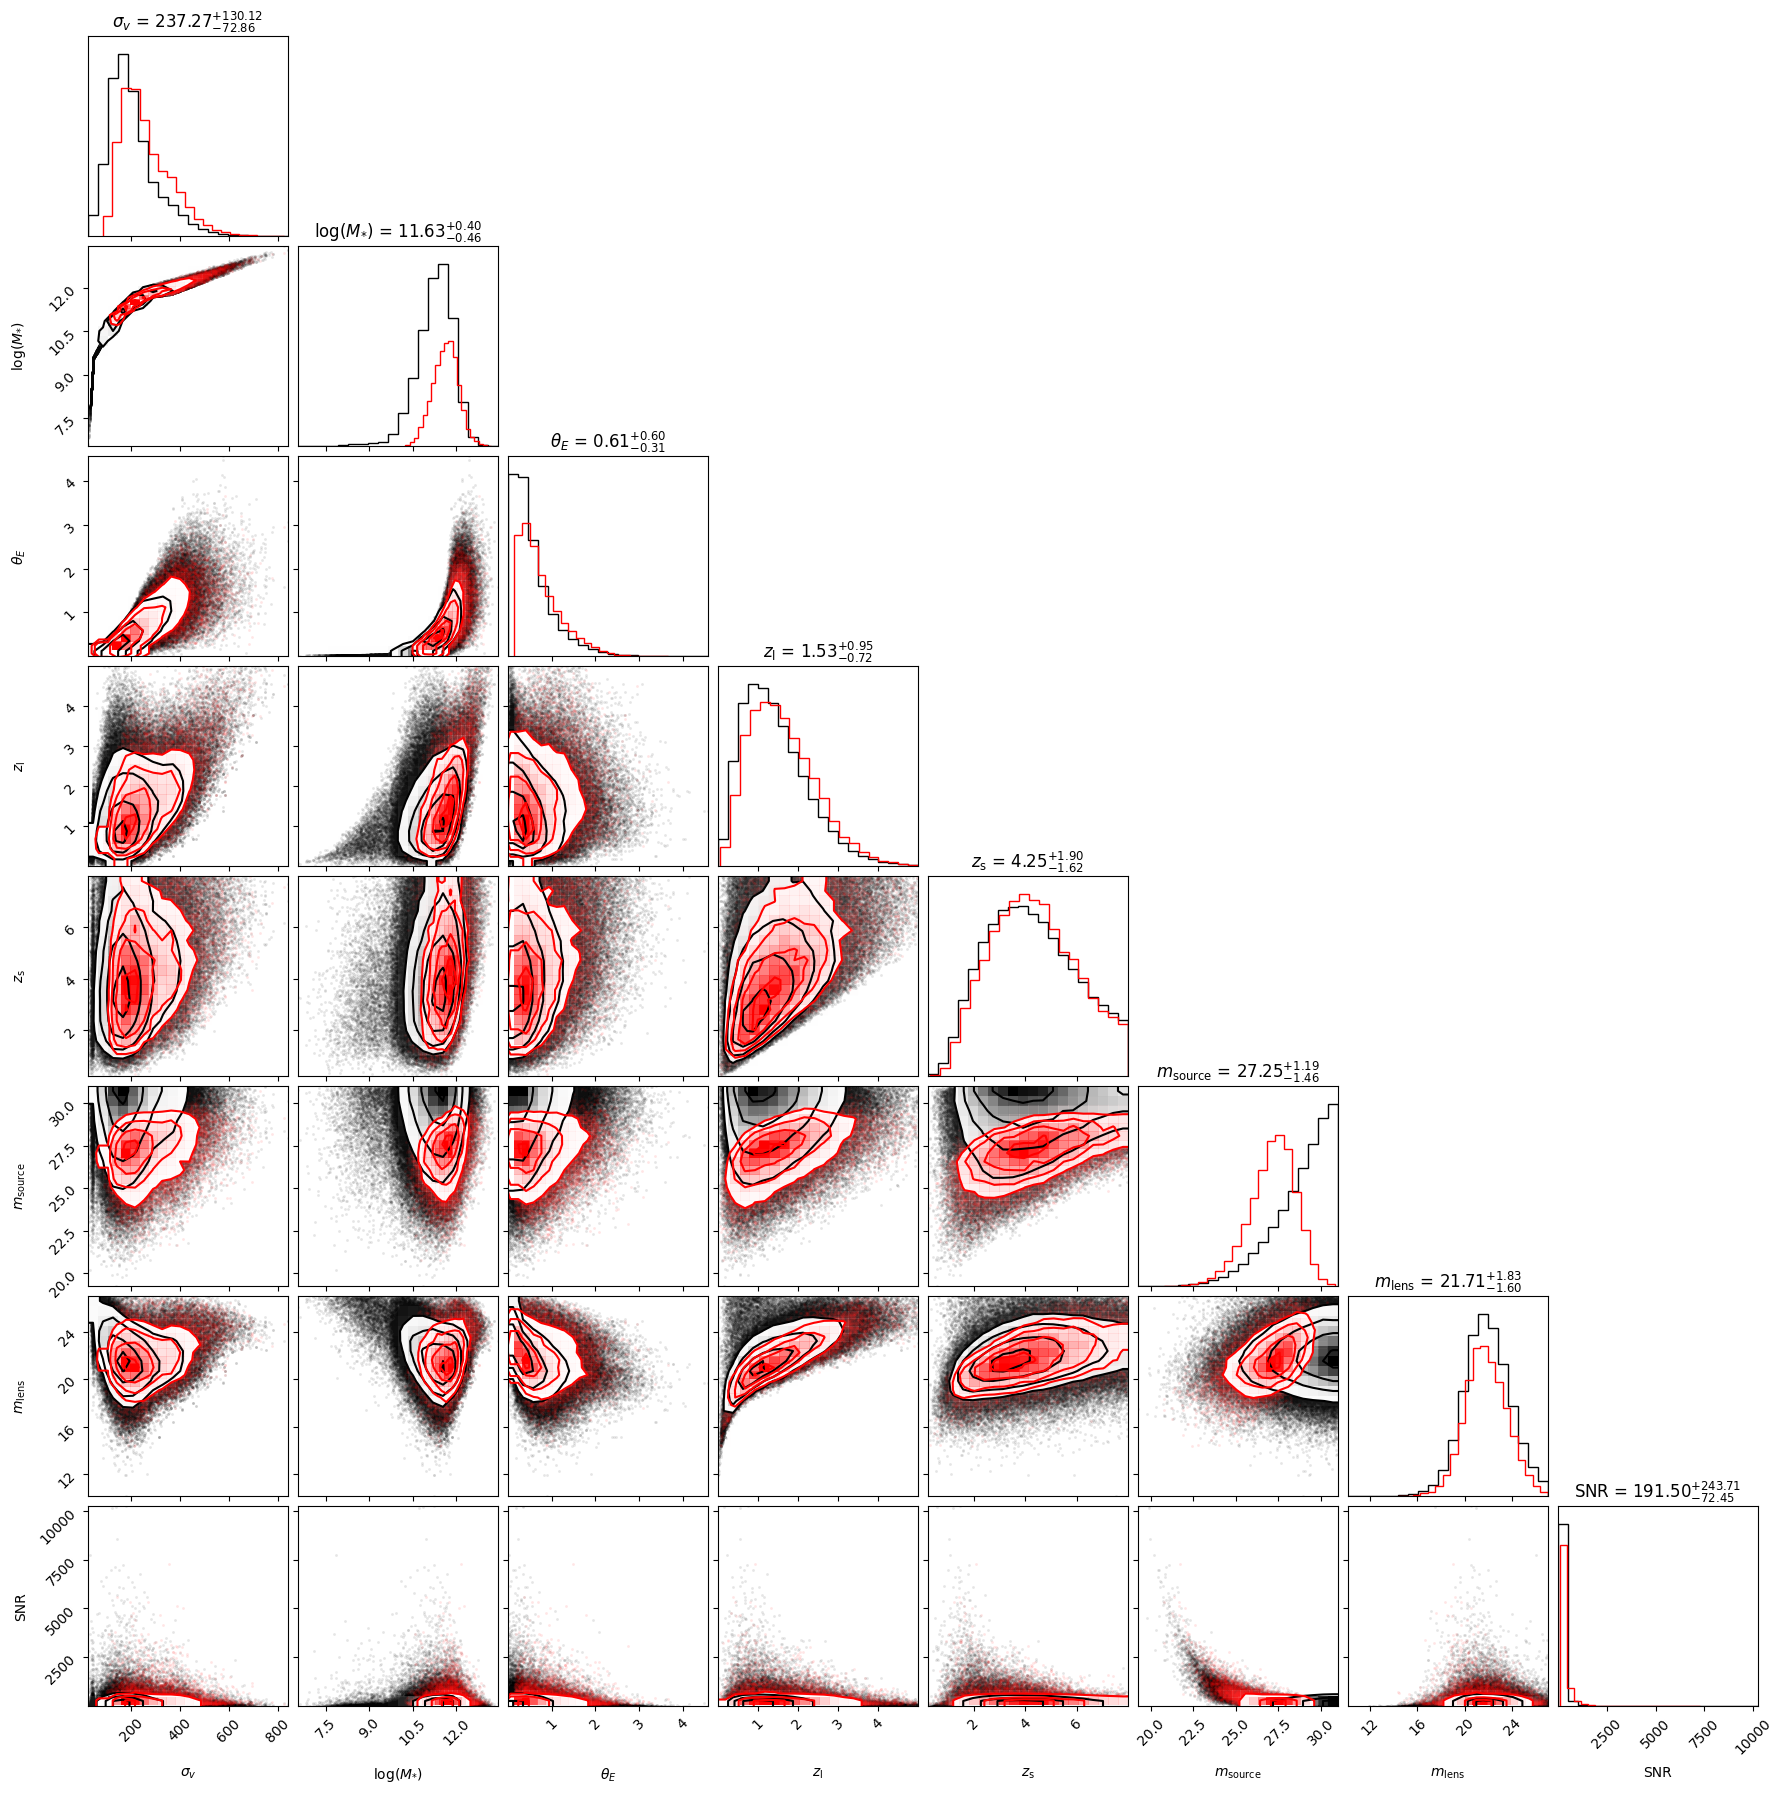 σ_v = 237.27^{+130.12}_{−72.86}
log(M_*) = 11.63^{+0.40}_{−0.46}
12.0
10.5
9.0
7.5
log(M_*)
θ_E = 0.61^{+0.60}_{−0.31}
4
3
2
1
θ_E
z_l = 1.53^{+0.95}_{−0.72}
4
3
2
1
z_l
z_s = 4.25^{+1.90}_{−1.62}
6
4
2
z_s
m_source = 27.25^{+1.19}_{−1.46}
30.0
27.5
25.0
22.5
20.0
m_source
m_lens = 21.71^{+1.83}_{−1.60}
24
20
16
12
m_lens
SNR = 191.50^{+243.71}_{−72.45}
10000
7500
5000
2500
SNR
200 400 600 800 7.5 9.0 10.5 12.0 1 2 3 4 1 2 3 4 2 4 6 20.0 22.5 25.0 27.5 30.0 12 16 20 24 2500 5000 7500 10000
σ_v log(M_*) θ_E z_l z_s m_source m_lens SNR